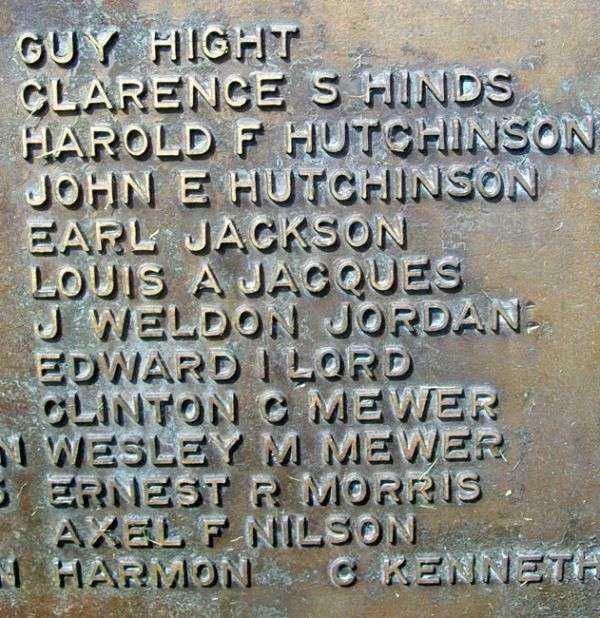 GUY HIGHT
CLARENCE S HINDS
HAROLD F HUTCHINSON
JOHN E HUTCHINSON
EARL JACKSON
LOUIS A JACQUES
J WELDON JORDAN
EDWARD I LORD
CLINTON C MEWER
N WESLEY M MEWER
S ERNEST R MORRIS
AXEL F NILSON
N HARMON C KENNETH